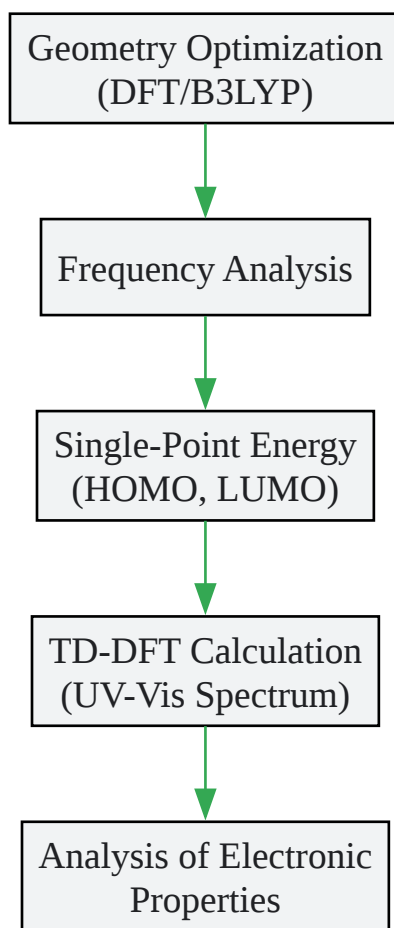 Geometry Optimization
(DFT/B3LYP)
Frequency Analysis
Single-Point Energy
(HOMO, LUMO)
TD-DFT Calculation
(UV-Vis Spectrum)
Analysis of Electronic
Properties